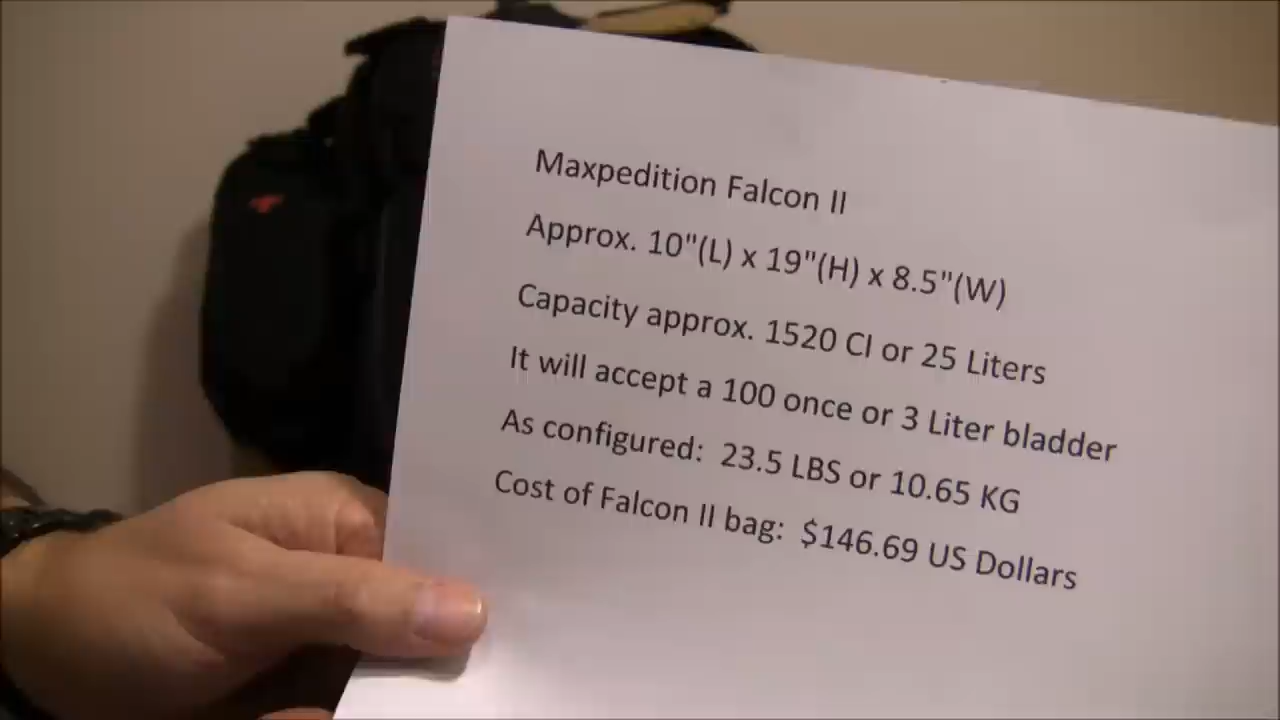 Maxpedition Falcon II
Approx. 10"(L) x 19"(H) x 8.5"(W)
Capacity approx. 1520 CI or 25 Liters
It will accept a 100 once or 3 Liter bladder
As configured:  23.5 LBS or 10.65 KG
Cost of Falcon II bag:  $146.69 US Dollars